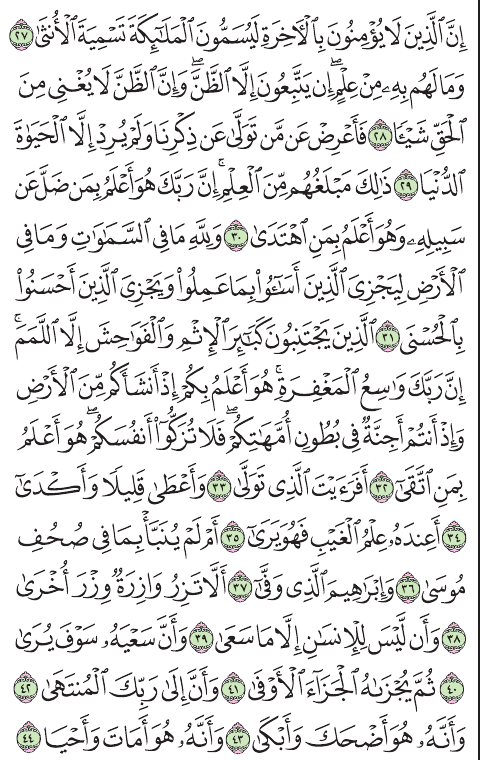 إِنَّ ٱلَّذِينَ لَا يُؤْمِنُونَ بِٱلْـَٔاخِرَةِ لَيُسَمُّونَ ٱلْمَلَـٰٓئِكَةَ تَسْمِيَةَ ٱلْأُنثَىٰ ٢٧
وَمَا لَهُم بِهِۦ مِنْ عِلْمٍ ۖ إِن يَتَّبِعُونَ إِلَّا ٱلظَّنَّ ۖ وَإِنَّ ٱلظَّنَّ لَا يُغْنِى مِنَ
ٱلْحَقِّ شَيْـًٔا ٢٨ فَأَعْرِضْ عَن مَّن تَوَلَّىٰ عَن ذِكْرِنَا وَلَمْ يُرِدْ إِلَّا ٱلْحَيَوٰةَ
ٱلدُّنْيَا ٢٩ ذَٰلِكَ مَبْلَغُهُم مِّنَ ٱلْعِلْمِ ۚ إِنَّ رَبَّكَ هُوَ أَعْلَمُ بِمَن ضَلَّ عَن
سَبِيلِهِۦ وَهُوَ أَعْلَمُ بِمَنِ ٱهْتَدَىٰ ٣٠ وَلِلَّهِ مَا فِى ٱلسَّمَـٰوَٰتِ وَمَا فِى
ٱلْأَرْضِ لِيَجْزِىَ ٱلَّذِينَ أَسَـٰٓـُٔوا۟ بِمَا عَمِلُوا۟ وَيَجْزِىَ ٱلَّذِينَ أَحْسَنُوا۟
بِٱلْحُسْنَى ٣١ ٱلَّذِينَ يَجْتَنِبُونَ كَبَـٰٓئِرَ ٱلْإِثْمِ وَٱلْفَوَٰحِشَ إِلَّا ٱللَّمَمَ ۚ
إِنَّ رَبَّكَ وَٰسِعُ ٱلْمَغْفِرَةِ ۚ هُوَ أَعْلَمُ بِكُمْ إِذْ أَنشَأَكُم مِّنَ ٱلْأَرْضِ
وَإِذْ أَنتُمْ أَجِنَّةٌ فِى بُطُونِ أُمَّهَـٰتِكُمْ ۖ فَلَا تُزَكُّوٓا۟ أَنفُسَكُمْ ۖ هُوَ أَعْلَمُ
بِمَنِ ٱتَّقَىٰٓ ٣٢ أَفَرَءَيْتَ ٱلَّذِى تَوَلَّىٰ ٣٣ وَأَعْطَىٰ قَلِيلًا وَأَكْدَىٰٓ
٣٤ أَعِندَهُۥ عِلْمُ ٱلْغَيْبِ فَهُوَ يَرَىٰٓ ٣٥ أَمْ لَمْ يُنَبَّأْ بِمَا فِى صُحُفِ
مُوسَىٰ ٣٦ وَإِبْرَٰهِيمَ ٱلَّذِى وَفَّىٰٓ ٣٧ أَلَّا تَزِرُ وَازِرَةٌ وِزْرَ أُخْرَىٰ
٣٨ وَأَن لَّيْسَ لِلْإِنسَـٰنِ إِلَّا مَا سَعَىٰ ٣٩ وَأَنَّ سَعْيَهُۥ سَوْفَ يُرَىٰ
٤٠ ثُمَّ يُجْزَىٰهُ ٱلْجَزَآءَ ٱلْأَوْفَىٰ ٤١ وَأَنَّ إِلَىٰ رَبِّكَ ٱلْمُنتَهَىٰ ٤٢
وَأَنَّهُۥ هُوَ أَضْحَكَ وَأَبْكَىٰ ٤٣ وَأَنَّهُۥ هُوَ أَمَاتَ وَأَحْيَا ٤٤